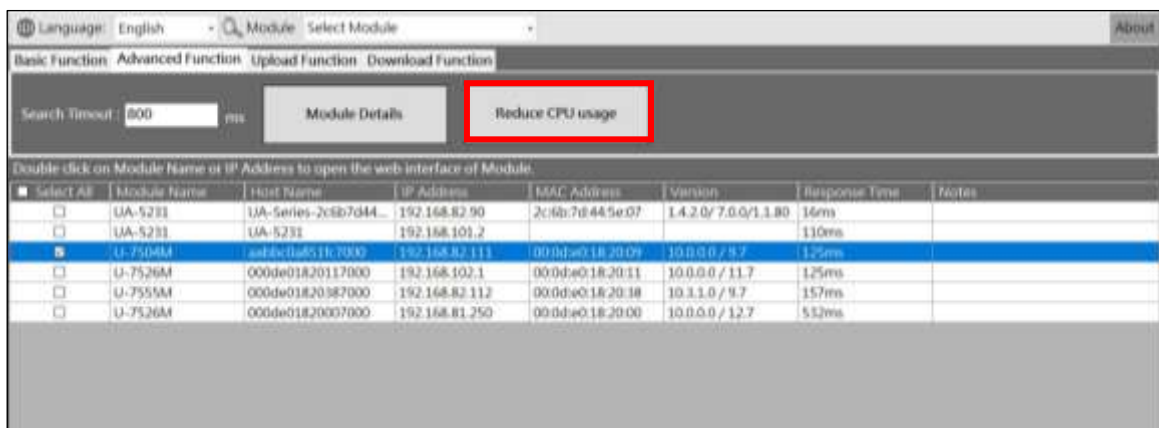 Language: English Module Select Module About
Basic Function Advanced Function Upload Function Download Function
Search Timeout : 800 ms Module Details Reduce CPU usage
Double click on Module Name or IP Address to open the web interface of Module.
Select All Module Name Host Name IP Address MAC Address Version Response Time Notes
UA-5231 UA-Series-2c6b7d44... 192.168.82.90 2c:6b:7d:44:5e:07 1.4.2.0/ 7.0.0/1.1.80 16ms
UA-5231 UA-5231 192.168.101.2 110ms
U-7504M 192.168.82.111 00:0d:e0:18:20:09 10.0.0.0 / 9.7 125ms
U-7526M 000de01820117000 192.168.102.1 00:0d:e0:18:20:11 10.0.0.0 / 11.7 125ms
U-7555M 000de01820387000 192.168.82.112 00:0d:e0:18:20:38 10.3.1.0 / 9.7 157ms
U-7526M 000de01820007000 192.168.81.250 00:0d:e0:18:20:00 10.0.0.0 / 12.7 532ms